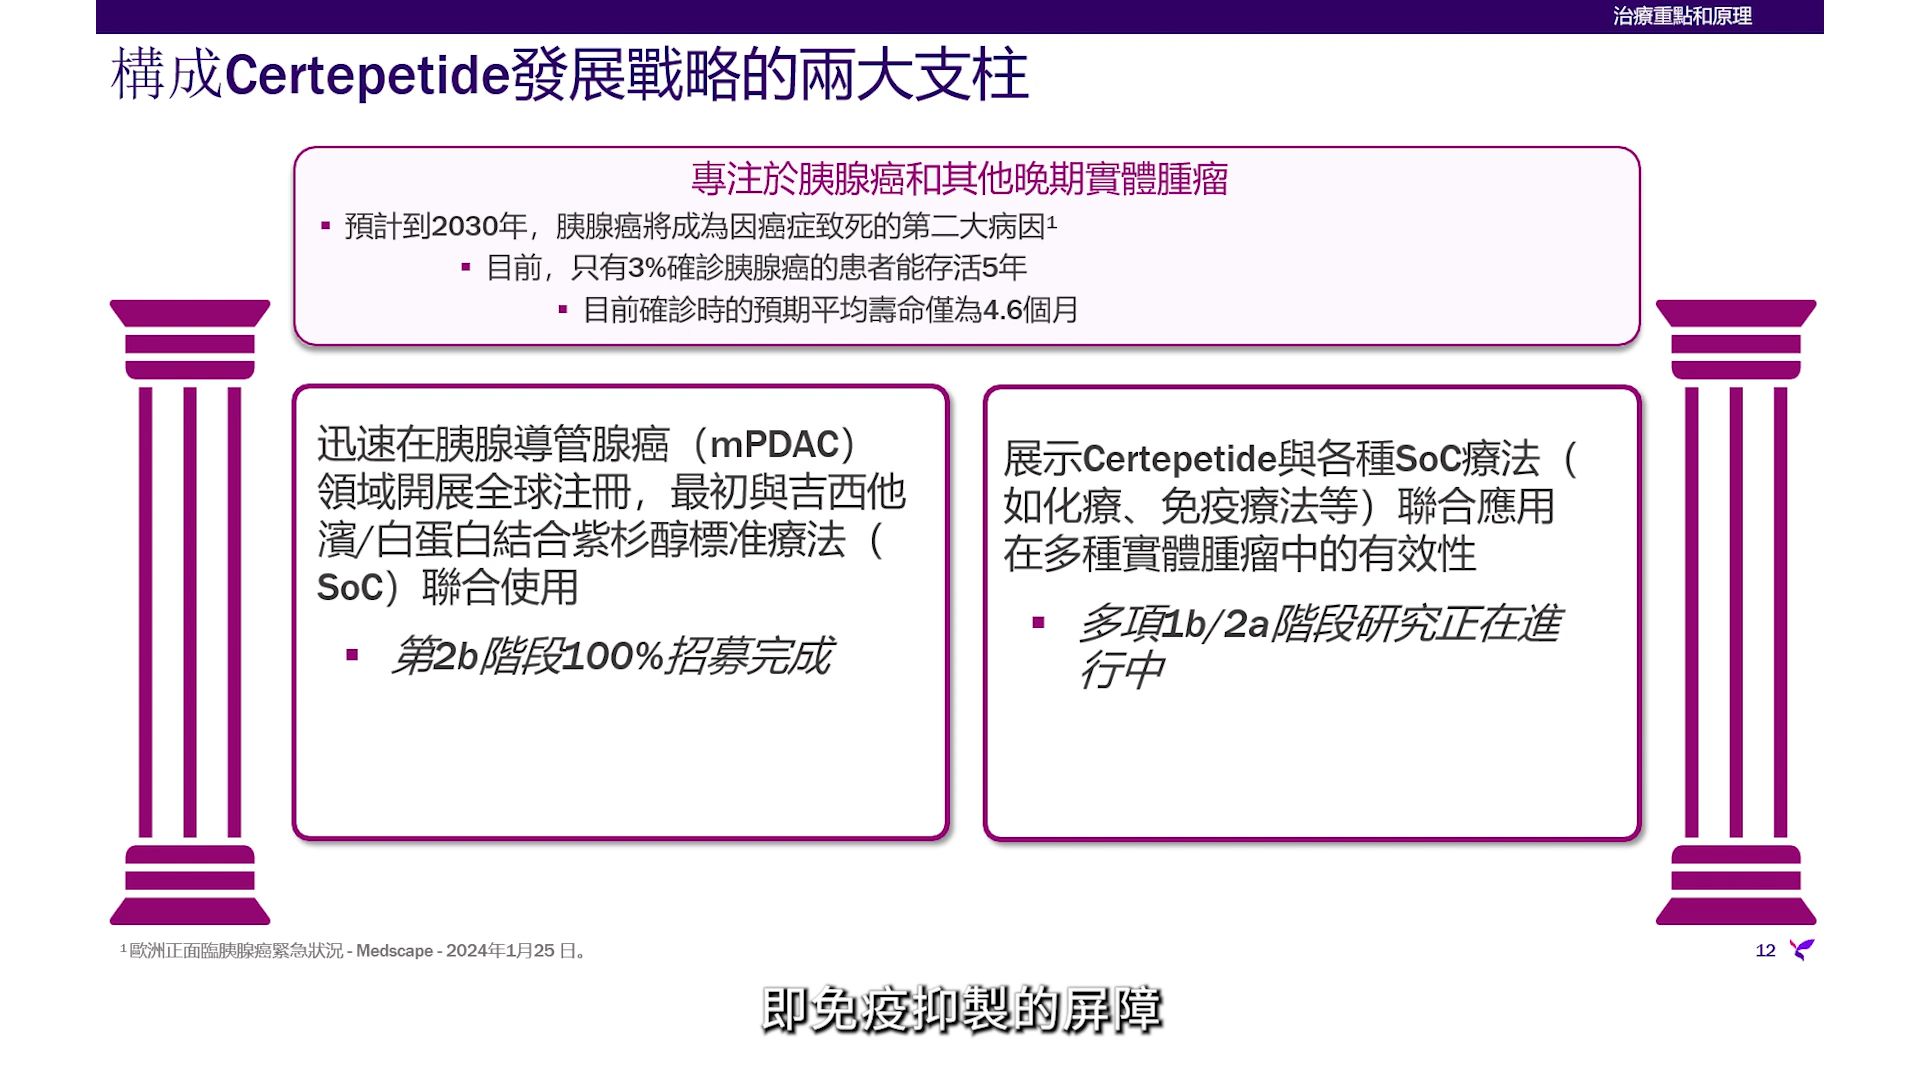 治療重點和原理
構成Certepetide發展戰略的兩大支柱
專注於胰腺癌和其他晚期實體腫瘤
▪ 預計到2030年，胰腺癌將成為因癌症致死的第二大病因¹
▪ 目前，只有3%確診胰腺癌的患者能存活5年
▪ 目前確診時的預期平均壽命僅為4.6個月
迅速在胰腺導管腺癌（mPDAC）
領域開展全球注冊，最初與吉西他
濱/白蛋白結合紫杉醇標准療法（
SoC）聯合使用
▪ 第2b階段100%招募完成
展示Certepetide與各種SoC療法（
如化療、免疫療法等）聯合應用
在多種實體腫瘤中的有效性
▪ 多項1b/2a階段研究正在進
行中
¹ 歐洲正面臨胰腺癌緊急狀況 - Medscape - 2024年1月25 日。
12
即免疫抑製的屏障